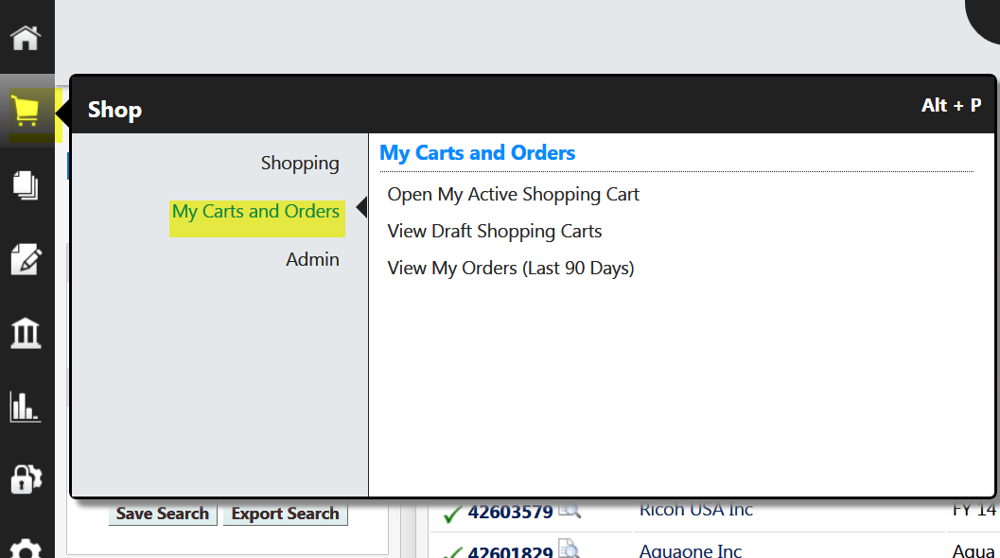 Shop
Alt + P
Shopping
My Carts and Orders
Admin
My Carts and Orders
Open My Active Shopping Cart
View Draft Shopping Carts
View My Orders (Last 90 Days)
Save Search
Export Search
42603579
Ricoh USA Inc
FY 14
42601829
Aquaone Inc
Aqua